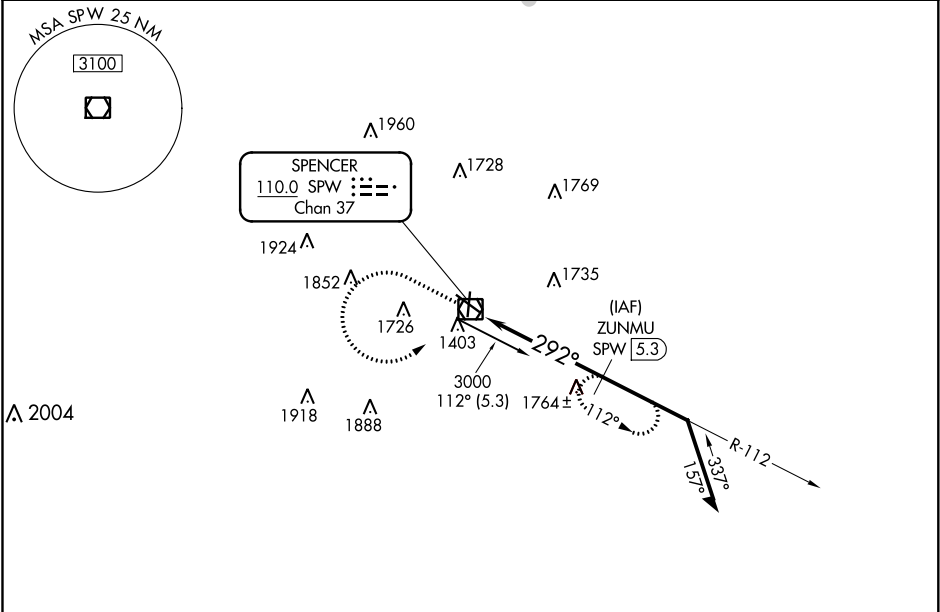 MSA SPW 25 NM
3100
1960
SPENCER
110.0 SPW
Chan 37
1728
1769
1924
1852
1735
1726
1403
(IAF)
ZUNMU
SPW 5.3
292°
3000
112° (5.3)
1764±
112°
1918
1888
2004
R-112
337°
157°